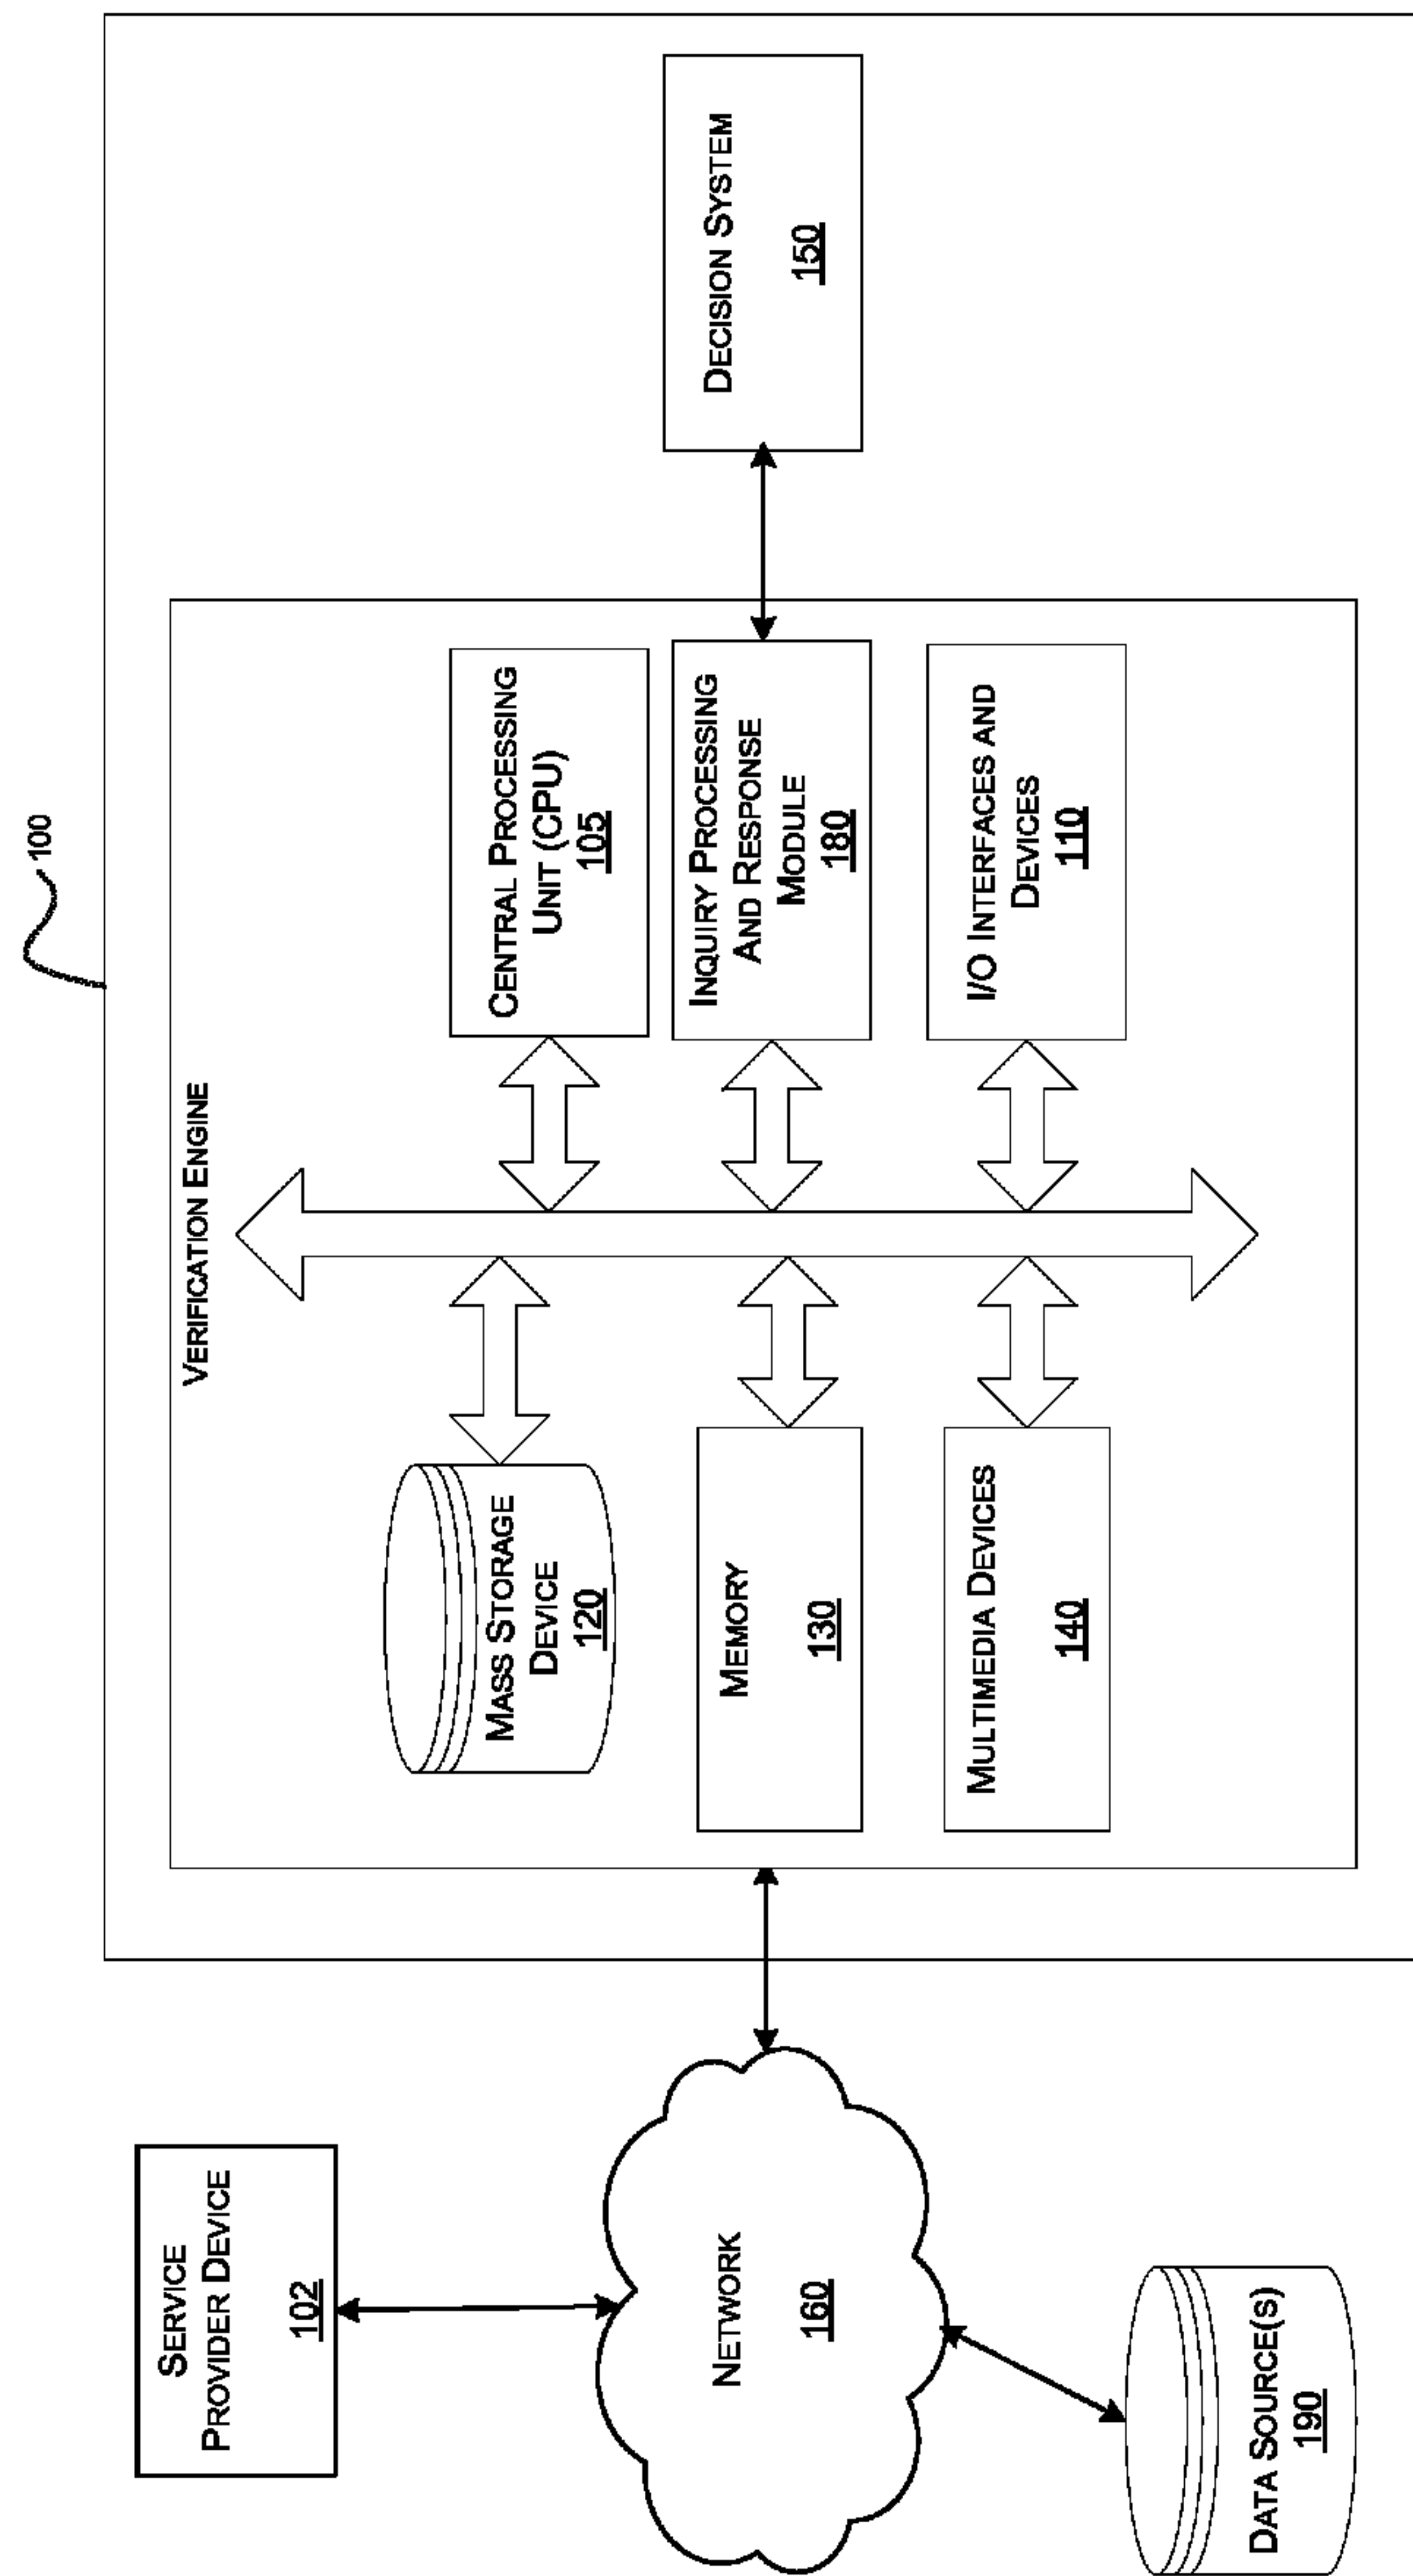 100
VERIFICATION ENGINE
SERVICE
PROVIDER DEVICE
102
NETWORK
160
DATA SOURCE(S)
190
MASS STORAGE
DEVICE
120
MEMORY
130
MULTIMEDIA DEVICES
140
CENTRAL PROCESSING
UNIT (CPU)
105
INQUIRY PROCESSING
AND RESPONSE
MODULE
180
I/O INTERFACES AND
DEVICES
110
DECISION SYSTEM
150